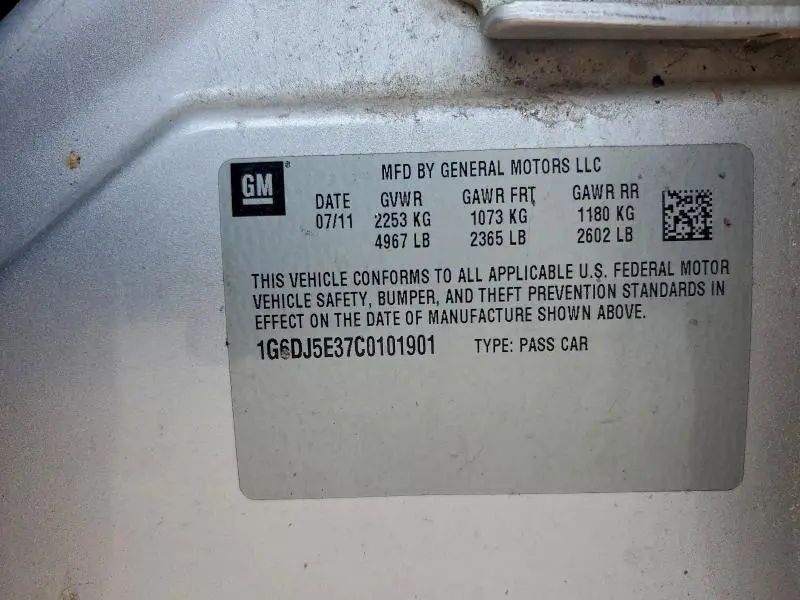 GM
MFD BY GENERAL MOTORS LLC
DATE GVWR GAWR FRT GAWR RR
07/11 2253 KG 1073 KG 1180 KG
4967 LB 2365 LB 2602 LB
THIS VEHICLE CONFORMS TO ALL APPLICABLE U.S. FEDERAL MOTOR
VEHICLE SAFETY, BUMPER, AND THEFT PREVENTION STANDARDS IN
EFFECT ON THE DATE OF MANUFACTURE SHOWN ABOVE.
1G6DJ5E37C0101901 TYPE: PASS CAR